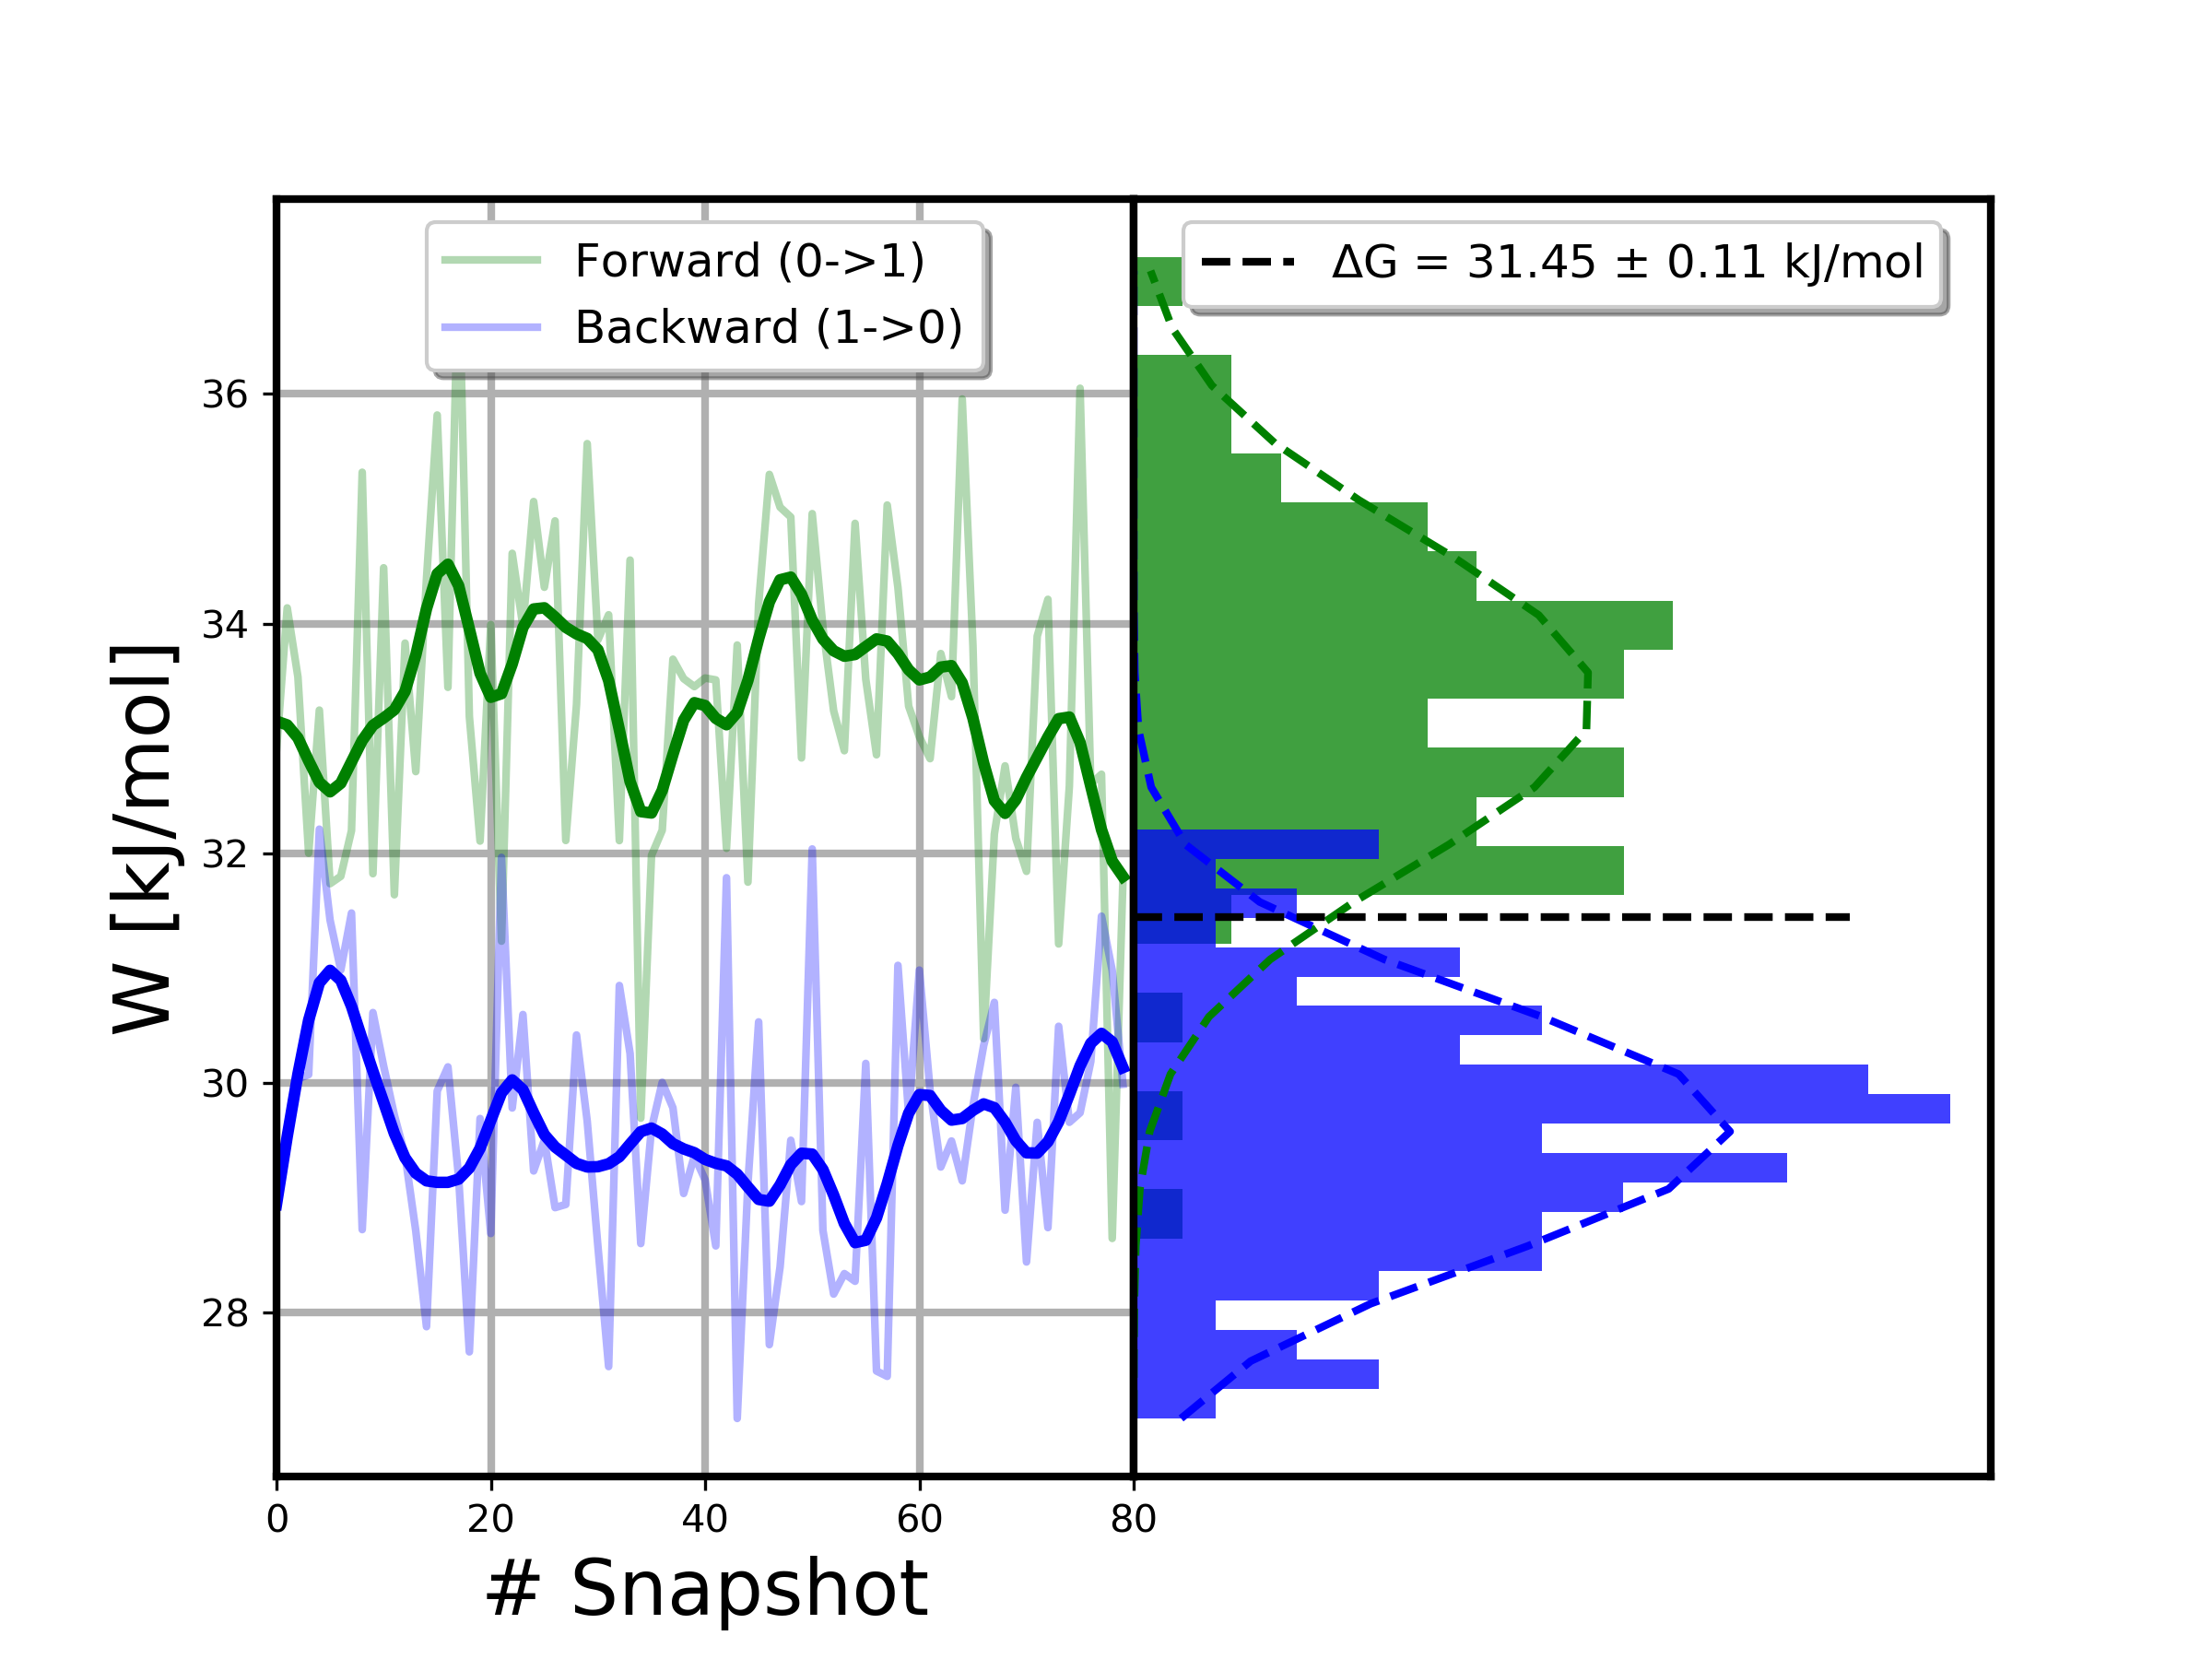 Forward (0->1)
Backward (1->0)
ΔG = 31.45 ± 0.11 kJ/mol
W [kJ/mol]
36
34
32
30
28
0 20 40 60 80
# Snapshot